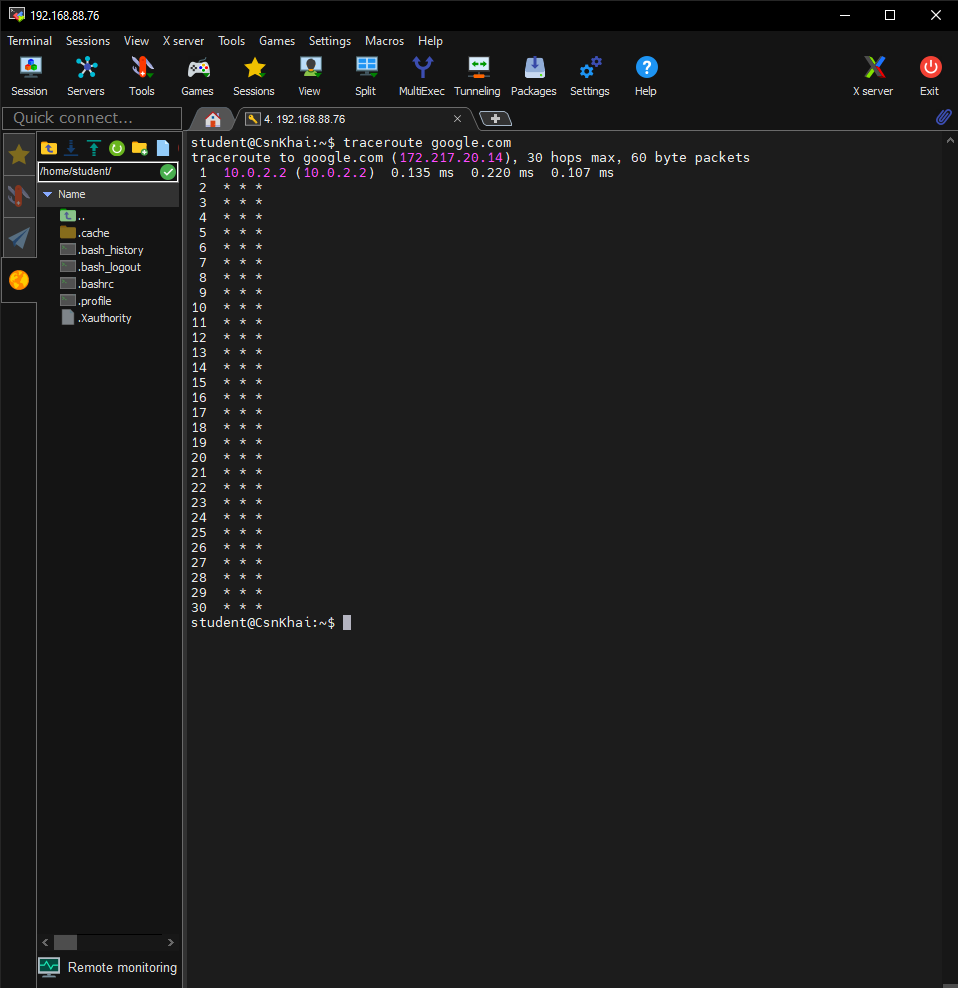 192.168.88.76
Terminal Sessions View X server Tools Games Settings Macros Help
Session Servers Tools Games Sessions View Split MultiExec Tunneling Packages Settings Help X server Exit
Quick connect...
4. 192.168.88.76
/home/student/
Name
..
.cache
.bash_history
.bash_logout
.bashrc
.profile
.Xauthority
student@CsnKhai:~$ traceroute google.com
traceroute to google.com (172.217.20.14), 30 hops max, 60 byte packets
1 10.0.2.2 (10.0.2.2) 0.135 ms 0.220 ms 0.107 ms
2 * * *
3 * * *
4 * * *
5 * * *
6 * * *
7 * * *
8 * * *
9 * * *
10 * * *
11 * * *
12 * * *
13 * * *
14 * * *
15 * * *
16 * * *
17 * * *
18 * * *
19 * * *
20 * * *
21 * * *
22 * * *
23 * * *
24 * * *
25 * * *
26 * * *
27 * * *
28 * * *
29 * * *
30 * * *
student@CsnKhai:~$
Remote monitoring